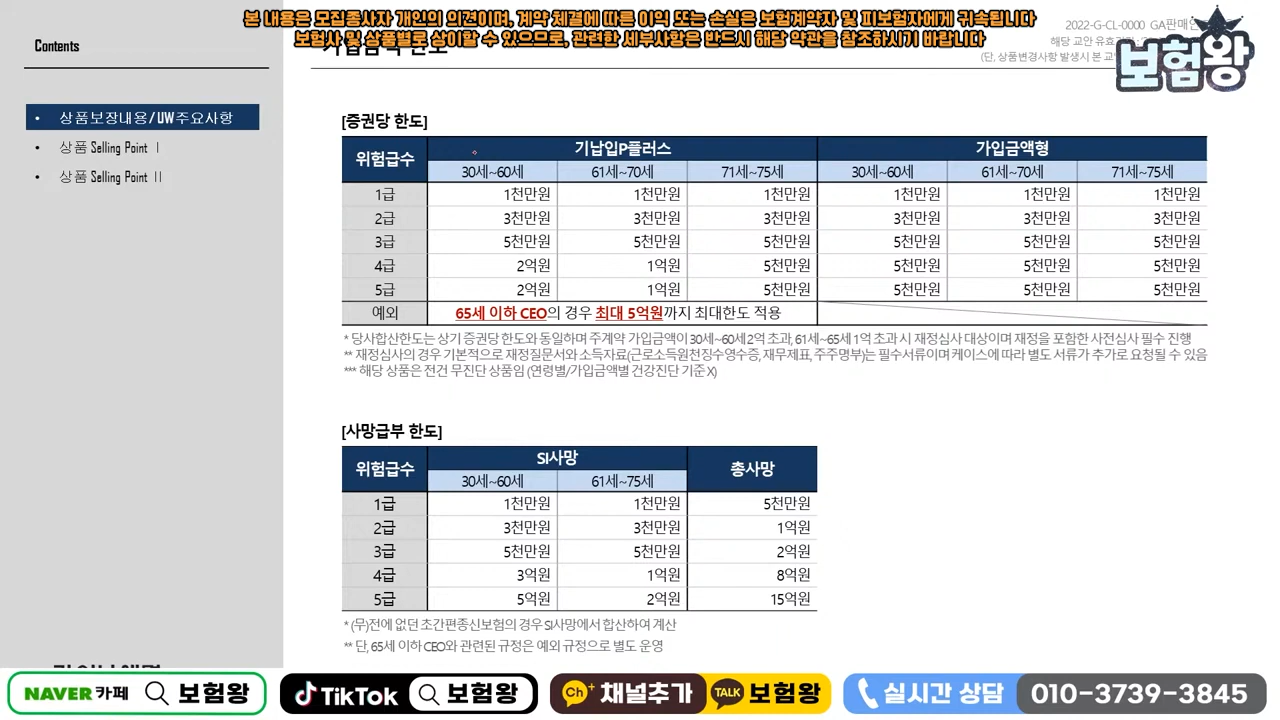 본 내용은 모집종사자 개인의 의견이며, 계약 체결에 따른 이익 또는 손실은 보험계약자 및 피보험자에게 귀속됩니다
보험사 및 상품별로 상이할 수 있으므로, 관련한 세부사항은 반드시 해당 약관을 참조하시기 바랍니다
2022-G-CL-0000 GA판매인
해당 교안 유효기간 :
(단, 상품변경사항 발생시 본 교
보험왕
Contents
• 상품보장내용/UW주요사항
• 상품 Selling Point Ⅰ
• 상품 Selling Point Ⅱ
[증권당 한도]
위험급수 기납입P플러스 가입금액형
30세~60세 61세~70세 71세~75세 30세~60세 61세~70세 71세~75세
1급 1천만원 1천만원 1천만원 1천만원 1천만원 1천만원
2급 3천만원 3천만원 3천만원 3천만원 3천만원 3천만원
3급 5천만원 5천만원 5천만원 5천만원 5천만원 5천만원
4급 2억원 1억원 5천만원 5천만원 5천만원 5천만원
5급 2억원 1억원 5천만원 5천만원 5천만원 5천만원
예외 65세 이하 CEO의 경우 최대 5억원까지 최대한도 적용
* 당사합산한도는 상기 증권당 한도와 동일하며 주계약 가입금액이 30세~60세 2억 초과, 61세~65세 1억 초과 시 재정심사 대상이며 재정을 포함한 사전심사 필수 진행
** 재정심사의 경우 기본적으로 재정질문서와 소득자료(근로소득원천징수영수증, 재무제표, 주주명부)는 필수서류이며 케이스에 따라 별도 서류가 추가로 요청될 수 있음
*** 해당 상품은 전건 무진단 상품임 (연령별/가입금액별 건강진단 기준 X)
[사망급부 한도]
위험급수 SI사망 총사망
30세~60세 61세~75세
1급 1천만원 1천만원 5천만원
2급 3천만원 3천만원 1억원
3급 5천만원 5천만원 2억원
4급 3억원 1억원 8억원
5급 5억원 2억원 15억원
* (무)전에 없던 초간편종신보험의 경우 SI사망에서 합산하여 계산
** 단, 65세 이하 CEO와 관련된 규정은 예외 규정으로 별도 운영
NAVER 카페 보험왕
TikTok 보험왕
Ch+ 채널추가 TALK 보험왕
실시간 상담 010-3739-3845